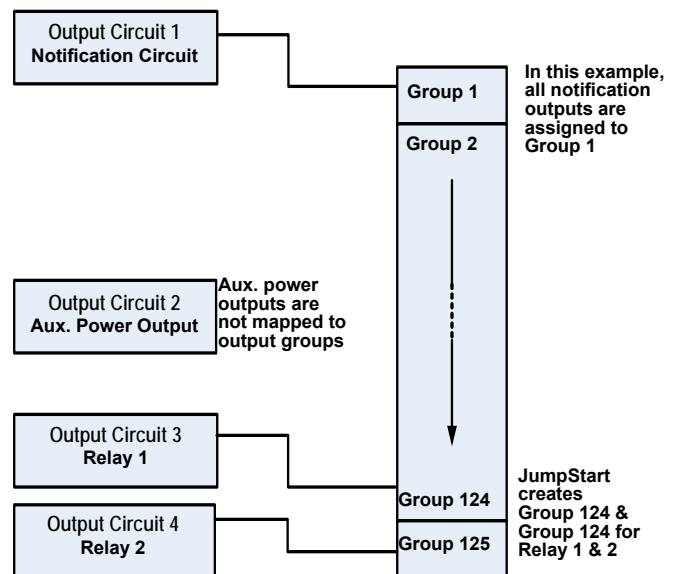 Output Circuit 1
Notification Circuit
Group 1
In this example,
all notification
outputs are
assigned to
Group 1
Group 2
Output Circuit 2
Aux. Power Output
Aux. power
outputs are
not mapped to
output groups
Output Circuit 3
Relay 1
Group 124
JumpStart
creates
Group 124 &
Group 124 for
Relay 1 & 2
Output Circuit 4
Relay 2
Group 125